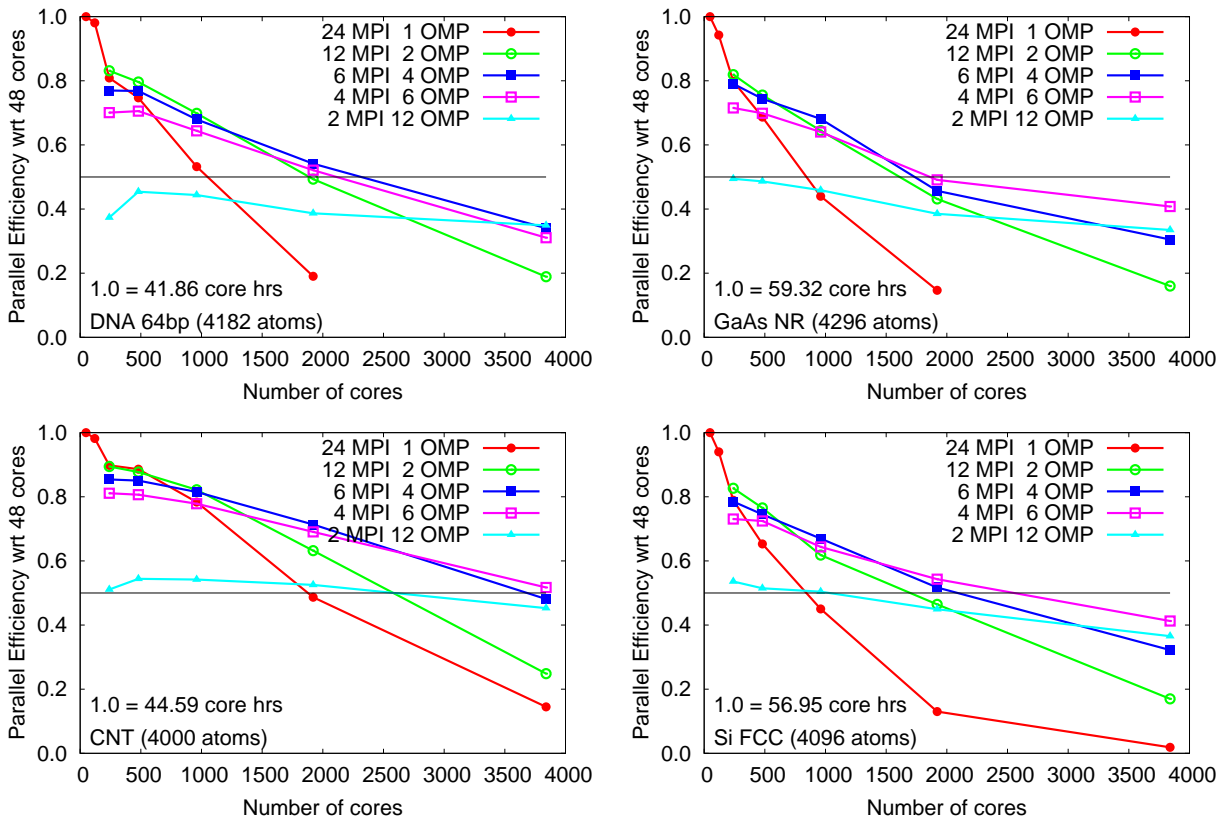 Parallel Efficiency wrt 48 cores
1.0
0.8
0.6
0.4
0.2
0.0
24 MPI 1 OMP
12 MPI 2 OMP
6 MPI 4 OMP
4 MPI 6 OMP
2 MPI 12 OMP
1.0 = 41.86 core hrs
DNA 64bp (4182 atoms)
0 500 1000 1500 2000 2500 3000 3500 4000
Number of cores
Parallel Efficiency wrt 48 cores
1.0
0.8
0.6
0.4
0.2
0.0
24 MPI 1 OMP
12 MPI 2 OMP
6 MPI 4 OMP
4 MPI 6 OMP
2 MPI 12 OMP
1.0 = 59.32 core hrs
GaAs NR (4296 atoms)
0 500 1000 1500 2000 2500 3000 3500 4000
Number of cores
Parallel Efficiency wrt 48 cores
1.0
0.8
0.6
0.4
0.2
0.0
24 MPI 1 OMP
12 MPI 2 OMP
6 MPI 4 OMP
4 MPI 6 OMP
2 MPI 12 OMP
1.0 = 44.59 core hrs
CNT (4000 atoms)
0 500 1000 1500 2000 2500 3000 3500 4000
Number of cores
Parallel Efficiency wrt 48 cores
1.0
0.8
0.6
0.4
0.2
0.0
24 MPI 1 OMP
12 MPI 2 OMP
6 MPI 4 OMP
4 MPI 6 OMP
2 MPI 12 OMP
1.0 = 56.95 core hrs
Si FCC (4096 atoms)
0 500 1000 1500 2000 2500 3000 3500 4000
Number of cores